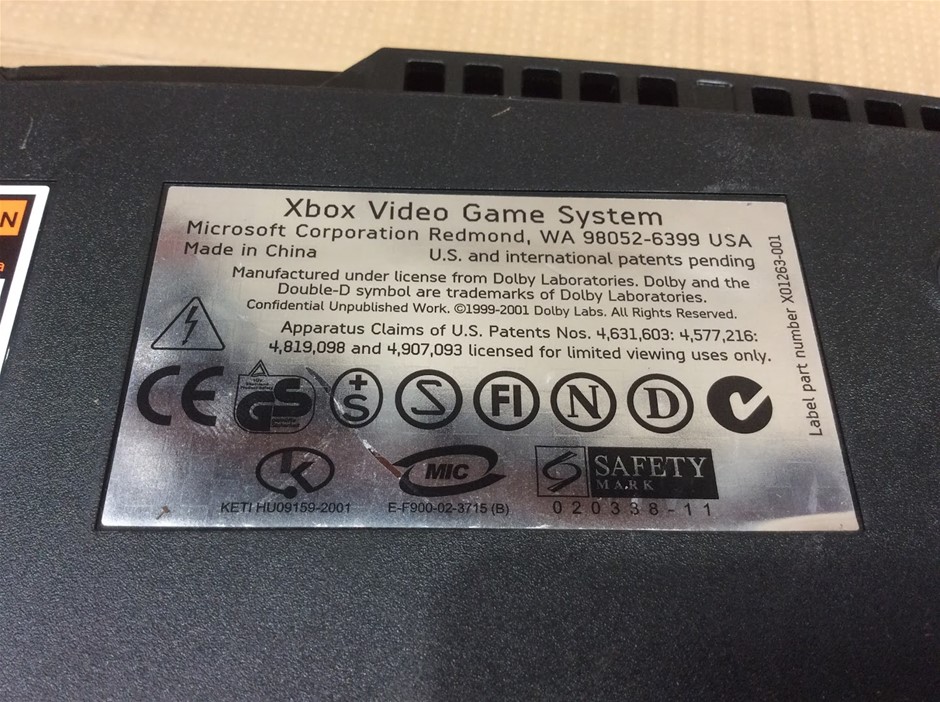 Xbox Video Game System
Microsoft Corporation Redmond, WA 98052-6399 USA
Made in China U.S. and international patents pending
Manufactured under license from Dolby Laboratories. Dolby and the
Double-D symbol are trademarks of Dolby Laboratories.
Confidential Unpublished Work. ©1999-2001 Dolby Labs. All Rights Reserved.
Apparatus Claims of U.S. Patents Nos. 4,631,603: 4,577,216:
4,819,098 and 4,907,093 licensed for limited viewing uses only.
CE GS +S S FI N D
MIC SAFETY
MARK
KETI HU09159-2001 E-F900-02-3715 (B) 020338-11
Label part number X01263-001
N
a